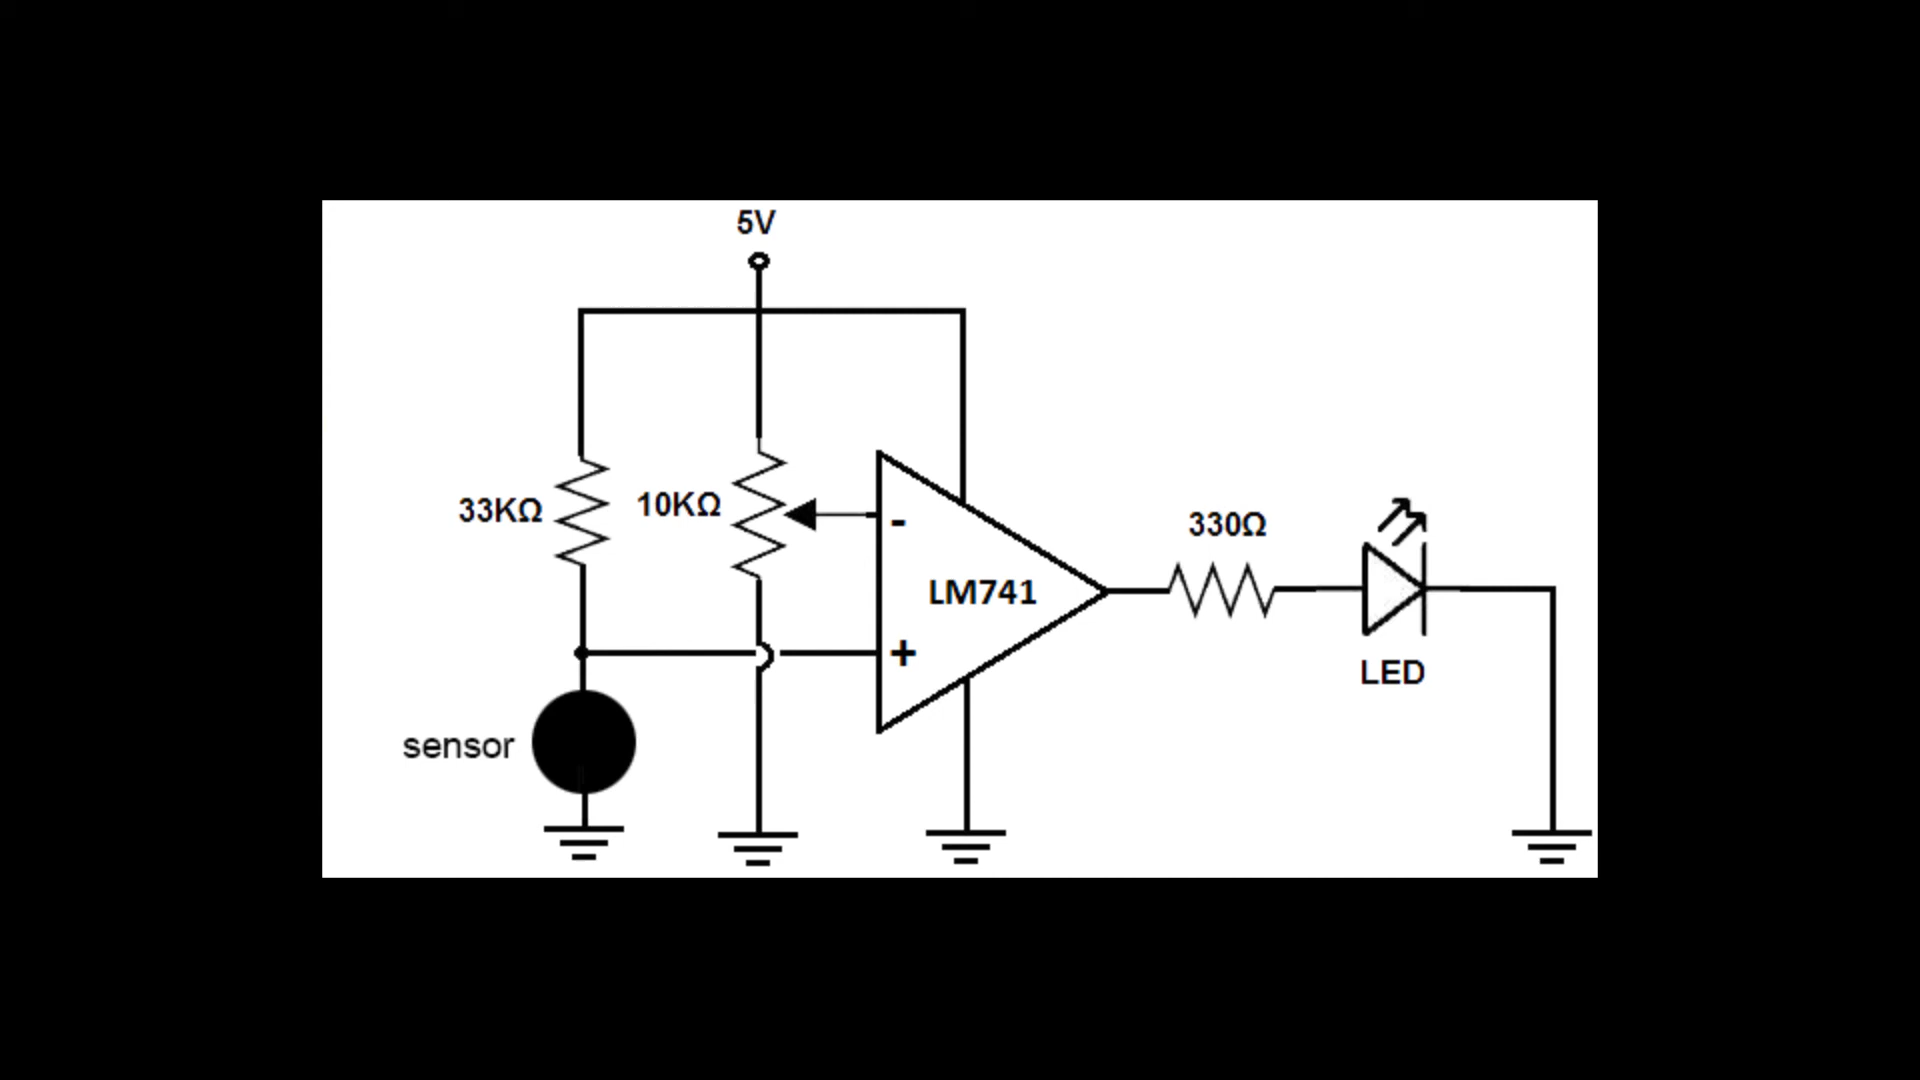 5V
33KΩ
10KΩ
-
LM741
+
330Ω
LED
sensor